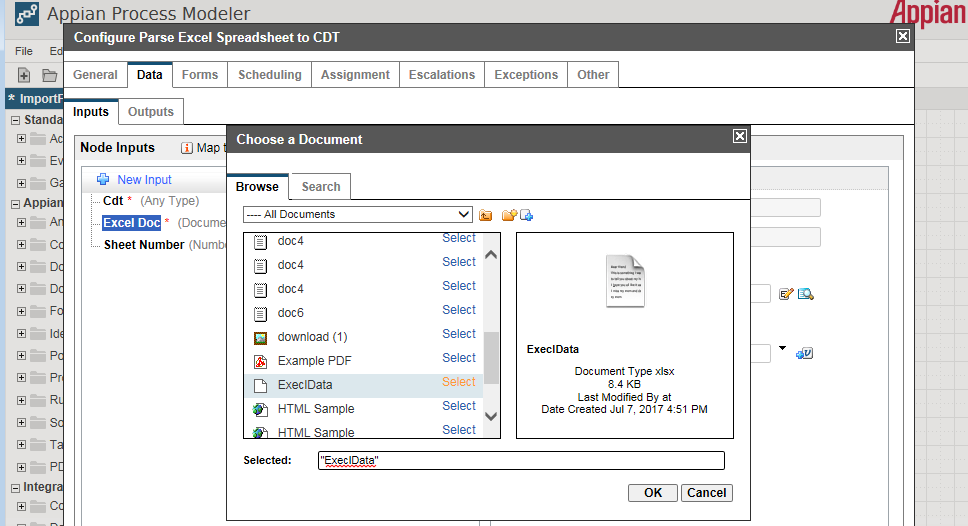 Appian Process Modeler
Appian
File Ed
Configure Parse Excel Spreadsheet to CDT
General Data Forms Scheduling Assignment Escalations Exceptions Other
* ImportF
Inputs Outputs
Standa
Ac
Ev
Ga
Appian
An
Co
Do
Do
Fo
Ide
Po
Pro
Ru
So
Ta
PD
Integra
Co
Node Inputs Map t
New Input
Cdt * (Any Type)
Excel Doc * (Docume
Sheet Number (Numb
Choose a Document
Browse Search
---- All Documents
doc4 Select
doc4 Select
doc4 Select
doc6 Select
download (1) Select
Example PDF Select
ExeclData Select
HTML Sample Select
HTML Sample Select
ExeclData
Document Type xlsx
8.4 KB
Last Modified By at
Date Created Jul 7, 2017 4:51 PM
Selected: "ExeclData"
OK Cancel